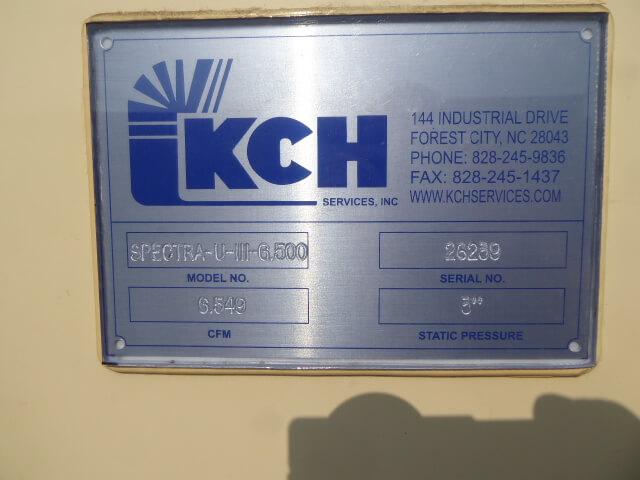 KCH
SERVICES, INC
144 INDUSTRIAL DRIVE
FOREST CITY, NC 28043
PHONE: 828-245-9836
FAX: 828-245-1437
WWW.KCHSERVICES.COM
SPECTRA-U-III-6.500
MODEL NO.
26239
SERIAL NO.
6.549
CFM
3"
STATIC PRESSURE